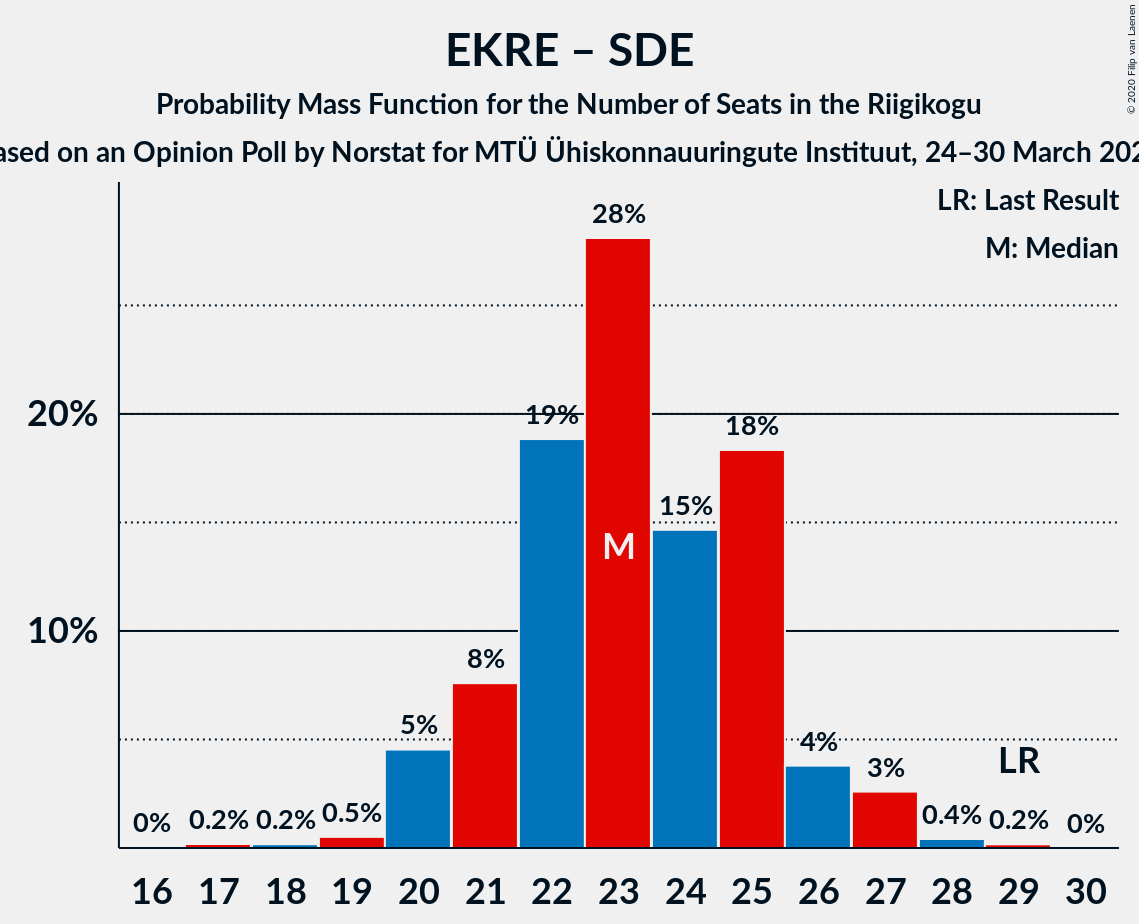 EKRE – SDE
Probability Mass Function for the Number of Seats in the Riigikogu
ased on an Opinion Poll by Norstat for MTÜ Ühiskonnauuringute Instituut, 24–30 March 202
© 2020 Filip van Laenen
LR: Last Result
M: Median
28%
20%
19%
18%
15%
M
10%
8%
5%
4%
3%
LR
0% 0.2% 0.2% 0.5% 0.4% 0.2% 0%
16 17 18 19 20 21 22 23 24 25 26 27 28 29 30